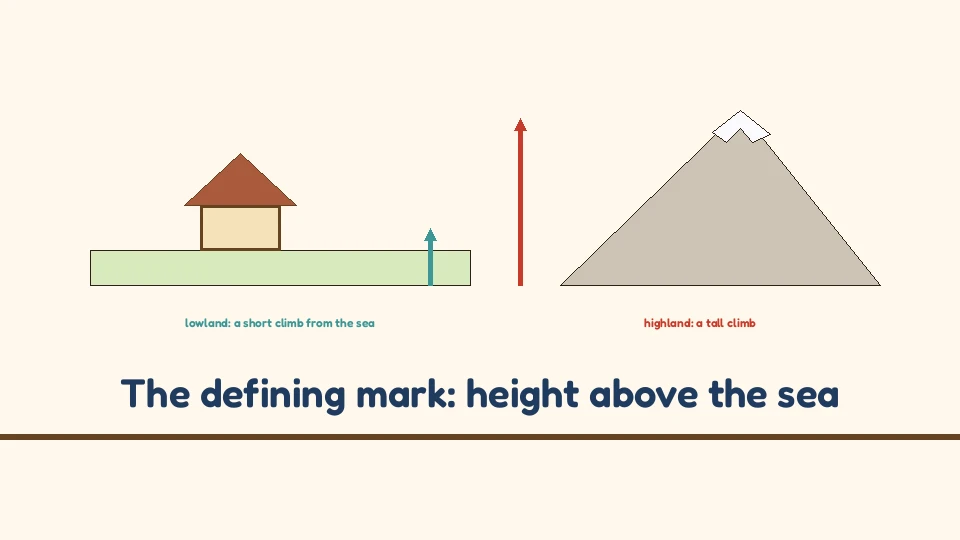 lowland: a short climb from the sea
highland: a tall climb
The defining mark: height above the sea